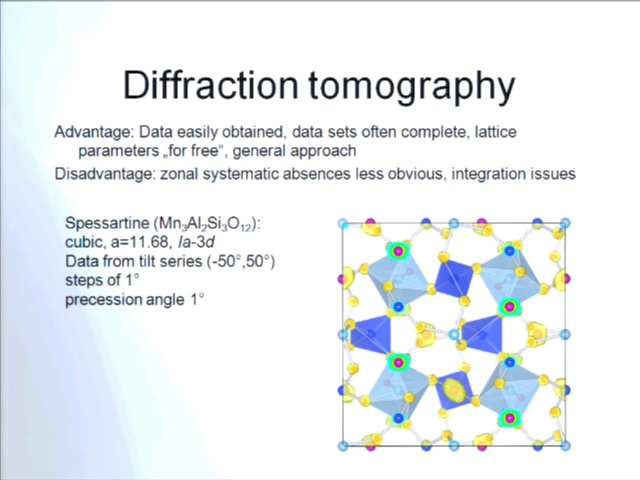 Diffraction tomography
Advantage: Data easily obtained, data sets often complete, lattice
parameters „for free“, general approach
Disadvantage: zonal systematic absences less obvious, integration issues
Spessartine (Mn₃Al₂Si₃O₁₂):
cubic, a=11.68, Ia-3d
Data from tilt series (-50°,50°)
steps of 1°
precession angle 1°